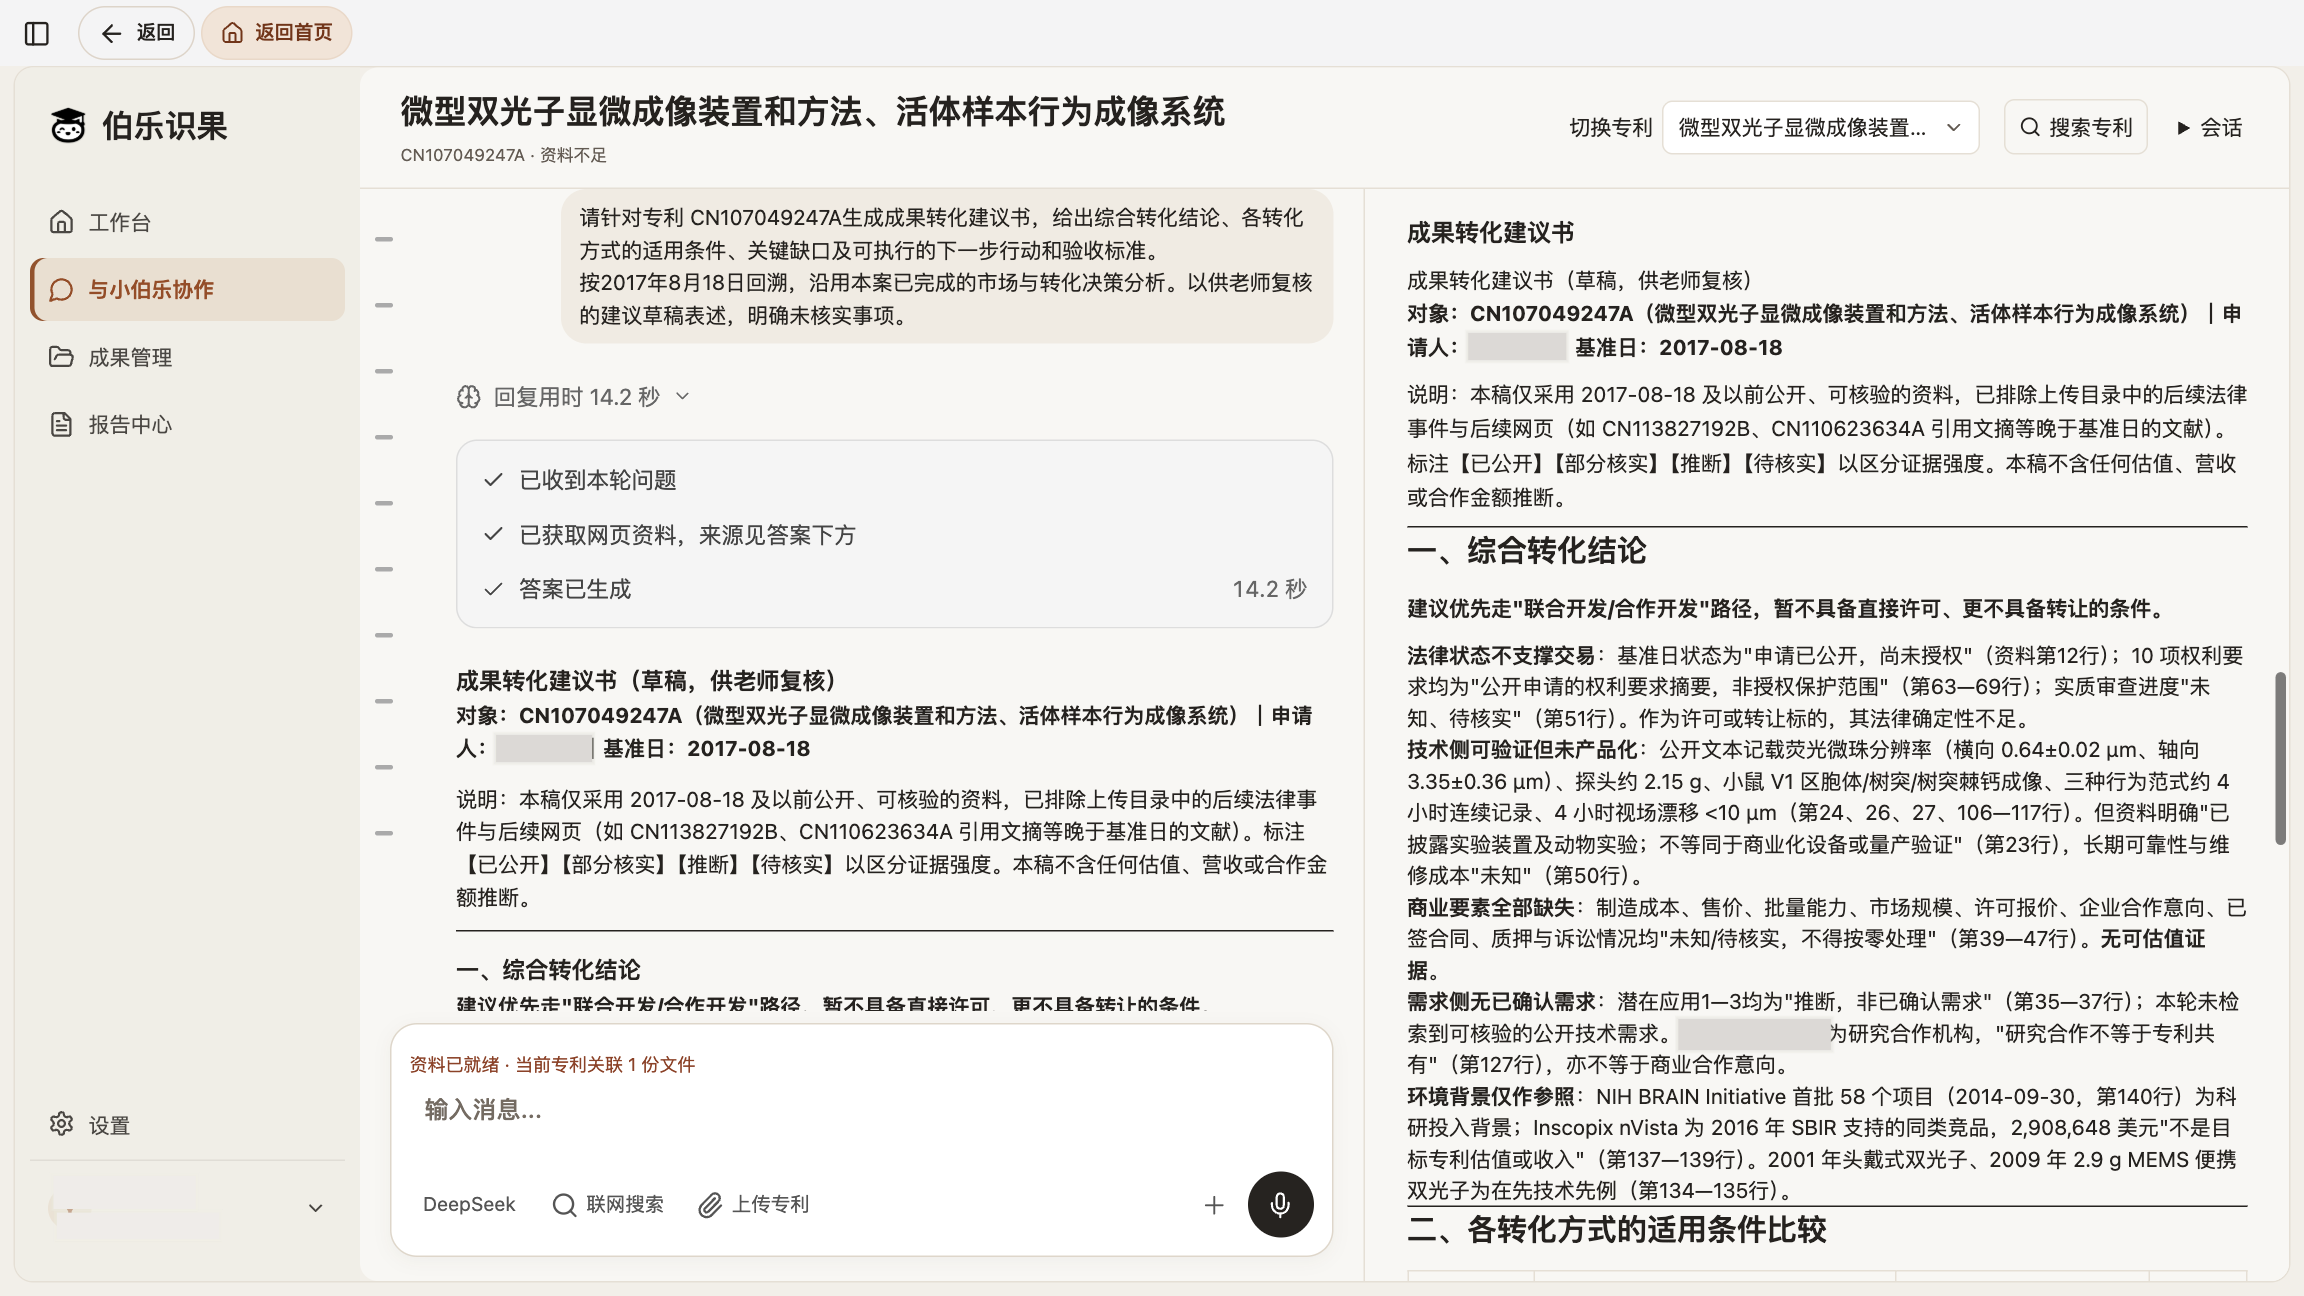 返回
返回首页
伯乐识果
工作台
与小伯乐协作
成果管理
报告中心
设置
微型双光子显微成像装置和方法、活体样本行为成像系统
CN107049247A · 资料不足
切换专利
微型双光子显微成像装置...
搜索专利
会话
请针对专利 CN107049247A生成成果转化建议书，给出综合转化结论、各转化
方式的适用条件、关键缺口及可执行的下一步行动和验收标准。
按2017年8月18日回溯，沿用本案已完成的市场与转化决策分析。以供老师复核
的建议草稿表述，明确未核实事项。
回复用时 14.2 秒
已收到本轮问题
已获取网页资料，来源见答案下方
答案已生成
14.2 秒
成果转化建议书（草稿，供老师复核）
对象：CN107049247A（微型双光子显微成像装置和方法、活体样本行为成像系统）｜申请
人： 基准日：2017-08-18
说明：本稿仅采用 2017-08-18 及以前公开、可核验的资料，已排除上传目录中的后续法律事
件与后续网页（如 CN113827192B、CN110623634A 引用文摘等晚于基准日的文献）。标注
【已公开】【部分核实】【推断】【待核实】以区分证据强度。本稿不含任何估值、营收或合作金
额推断。
一、综合转化结论
建议优先走"联合开发/合作开发"路径，暂不具备直接许可、更不具备转让的条件。
资料已就绪 · 当前专利关联 1 份文件
输入消息...
DeepSeek
联网搜索
上传专利
成果转化建议书
成果转化建议书（草稿，供老师复核）
对象：CN107049247A（微型双光子显微成像装置和方法、活体样本行为成像系统）｜申
请人： 基准日：2017-08-18
说明：本稿仅采用 2017-08-18 及以前公开、可核验的资料，已排除上传目录中的后续法律
事件与后续网页（如 CN113827192B、CN110623634A 引用文摘等晚于基准日的文献）。
标注【已公开】【部分核实】【推断】【待核实】以区分证据强度。本稿不含任何估值、营收
或合作金额推断。
一、综合转化结论
建议优先走"联合开发/合作开发"路径，暂不具备直接许可、更不具备转让的条件。
法律状态不支撑交易：基准日状态为"申请已公开，尚未授权"（资料第12行）；10 项权利要
求均为"公开申请的权利要求摘要，非授权保护范围"（第63—69行）；实质审查进度"未
知、待核实"（第51行）。作为许可或转让标的，其法律确定性不足。
技术侧可验证但未产品化：公开文本记载荧光微珠分辨率（横向 0.64±0.02 μm、轴向
3.35±0.36 μm）、探头约 2.15 g、小鼠 V1 区胞体/树突/树突棘钙成像、三种行为范式约 4
小时连续记录、4 小时视场漂移 <10 μm（第24、26、27、106—117行）。但资料明确"已
披露实验装置及动物实验；不等同于商业化设备或量产验证"（第23行），长期可靠性与维
修成本"未知"（第50行）。
商业要素全部缺失：制造成本、售价、批量能力、市场规模、许可报价、企业合作意向、已
签合同、质押与诉讼情况均"未知/待核实，不得按零处理"（第39—47行）。无可估值证
据。
需求侧无已确认需求：潜在应用1—3均为"推断，非已确认需求"（第35—37行）；本轮未检
索到可核验的公开技术需求。 为研究合作机构，"研究合作不等于专利共
有"（第127行），亦不等于商业合作意向。
环境背景仅作参照：NIH BRAIN Initiative 首批 58 个项目（2014-09-30，第140行）为科
研投入背景；Inscopix nVista 为 2016 年 SBIR 支持的同类竞品，2,908,648 美元"不是目
标专利估值或收入"（第137—139行）。2001 年头戴式双光子、2009 年 2.9 g MEMS 便携
双光子为在先技术先例（第134—135行）。
二、各转化方式的适用条件比较